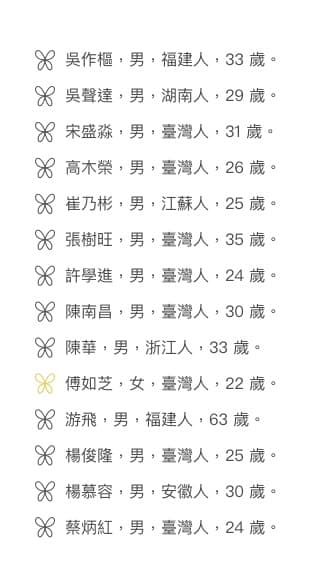 吳作樞，男，福建人，33 歲。
吳聲達，男，湖南人，29 歲。
宋盛淼，男，臺灣人，31 歲。
高木榮，男，臺灣人，26 歲。
崔乃彬，男，江蘇人，25 歲。
張樹旺，男，臺灣人，35 歲。
許學進，男，臺灣人，24 歲。
陳南昌，男，臺灣人，30 歲。
陳華，男，浙江人，33 歲。
傅如芝，女，臺灣人，22 歲。
游飛，男，福建人，63 歲。
楊俊隆，男，臺灣人，25 歲。
楊慕容，男，安徽人，30 歲。
蔡炳紅，男，臺灣人，24 歲。